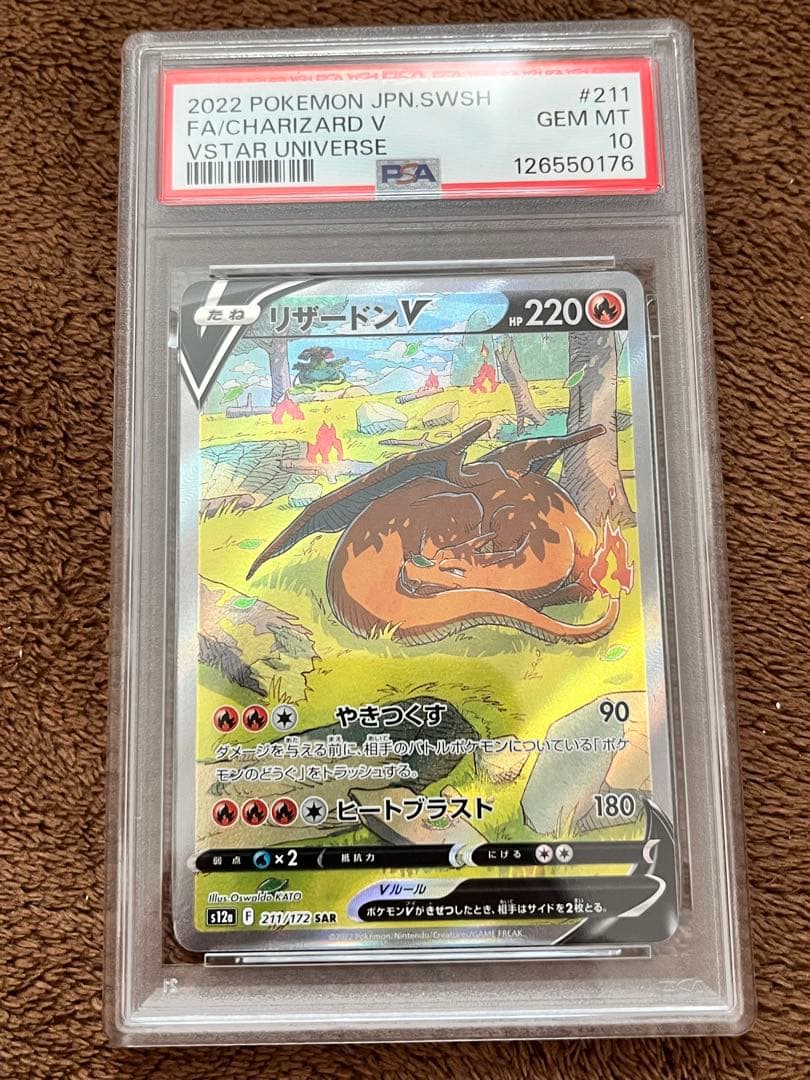 2022 POKEMON JPN.SWSH #211
FA/CHARIZARD V GEM MT
VSTAR UNIVERSE 10
PSA 126550176
たね リザードンV HP 220
やきつくす 90
ダメージを与える前に、相手のバトルポケモンについている「ポケ
モンのどうぐ」をトラッシュする。
ヒートブラスト 180
弱点 ×2 抵抗力 にげる
Illus. Oswaldo KATO
Vルール
ポケモンVがきぜつしたとき、相手はサイドを2枚とる。
s12a F 211/172 SAR
©2022 Pokémon/Nintendo/Creatures/GAME FREAK